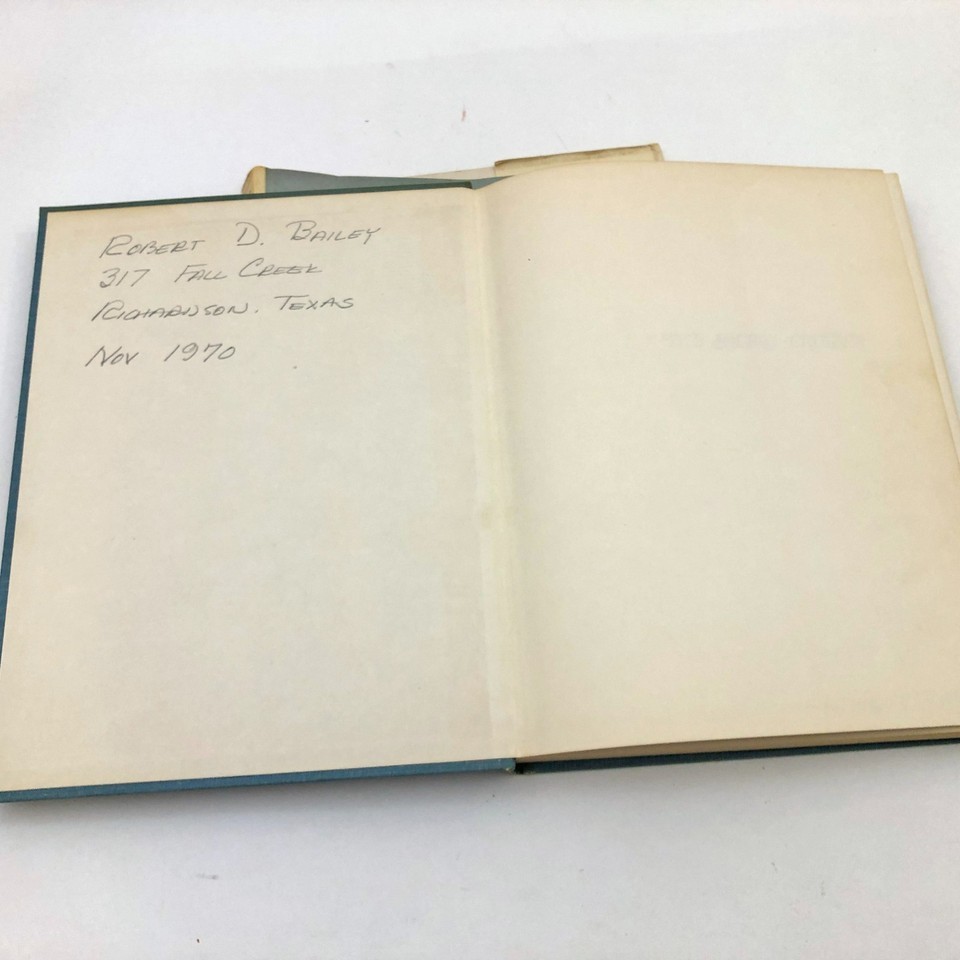 ROBERT D. BAILEY
317 FALL CREEK
RICHARDSON, TEXAS
NOV 1970